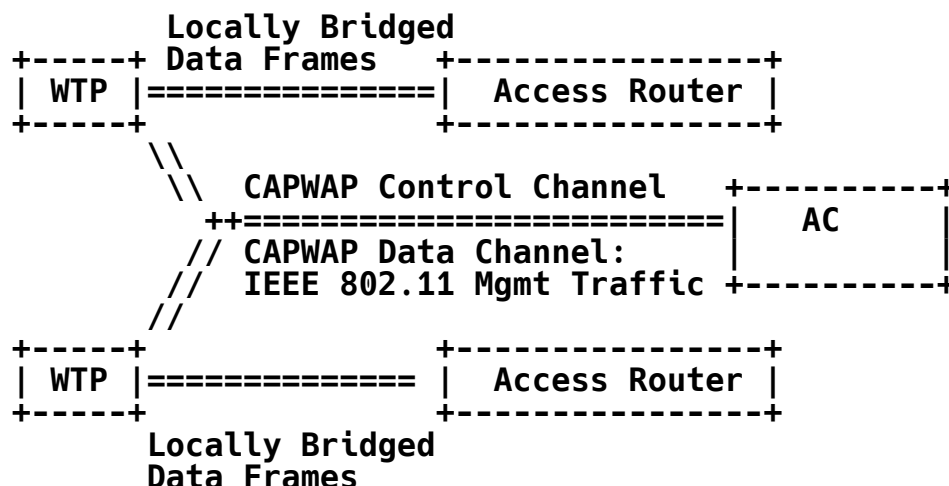 Locally Bridged
+-----+ Data Frames   +----------------+
| WTP |===============|  Access Router |
+-----+               +----------------+
       \\
        \\  CAPWAP Control Channel   +----------+
          ++=========================|   AC     |
         // CAPWAP Data Channel:     |          |
        //  IEEE 802.11 Mgmt Traffic +----------+
       //
+-----+               +----------------+
| WTP |============== |  Access Router |
+-----+               +----------------+
       Locally Bridged
       Data Frames